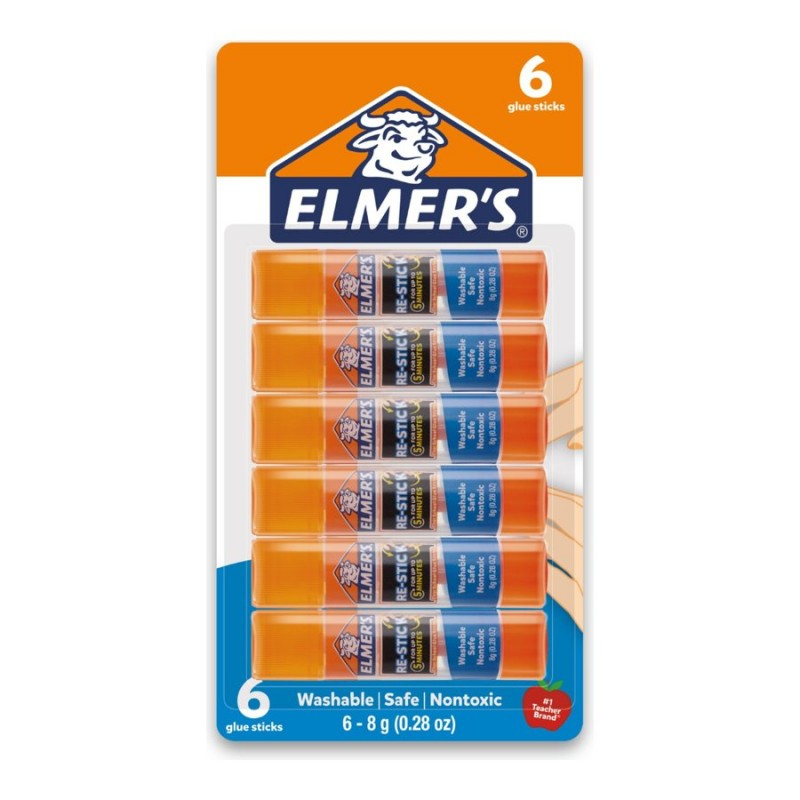 6
glue sticks
ELMER'S®
ELMER'S
RE-STICK
FOR UP TO
5 MINUTES
Washable
Safe
Nontoxic
8g (0.28 OZ)
ELMER'S
RE-STICK
FOR UP TO
5 MINUTES
Washable
Safe
Nontoxic
8g (0.28 OZ)
ELMER'S
RE-STICK
FOR UP TO
5 MINUTES
Washable
Safe
Nontoxic
8g (0.28 OZ)
ELMER'S
RE-STICK
FOR UP TO
5 MINUTES
Washable
Safe
Nontoxic
8g (0.28 OZ)
ELMER'S
RE-STICK
FOR UP TO
5 MINUTES
Washable
Safe
Nontoxic
8g (0.28 OZ)
ELMER'S
RE-STICK
FOR UP TO
5 MINUTES
Washable
Safe
Nontoxic
8g (0.28 OZ)
6
glue sticks
Washable | Safe | Nontoxic
6 - 8 g (0.28 oz)
#1
Teacher
Brand*